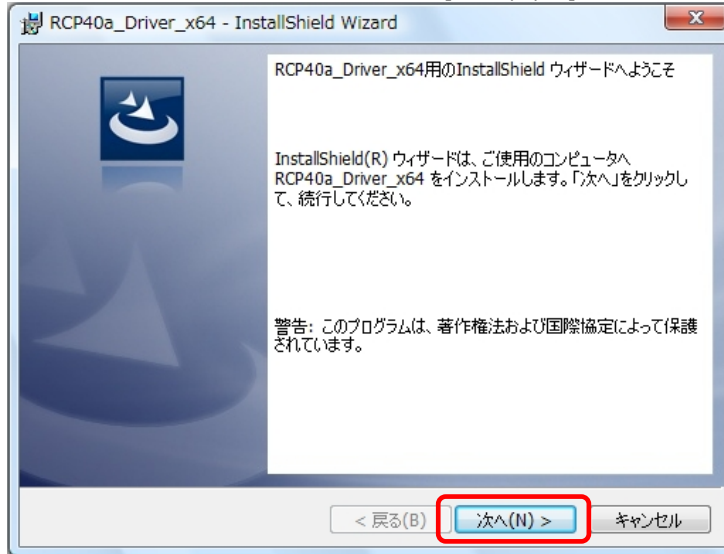 RCP40a_Driver_x64 - InstallShield Wizard
RCP40a_Driver_x64用のInstallShield ウィザードへようこそ
InstallShield(R) ウィザードは、ご使用のコンピュータへ
RCP40a_Driver_x64 をインストールします。「次へ」をクリックし
て、続行してください。
警告: このプログラムは、著作権法および国際協定によって保護
されています。
< 戻る(B)
次へ(N) >
キャンセル